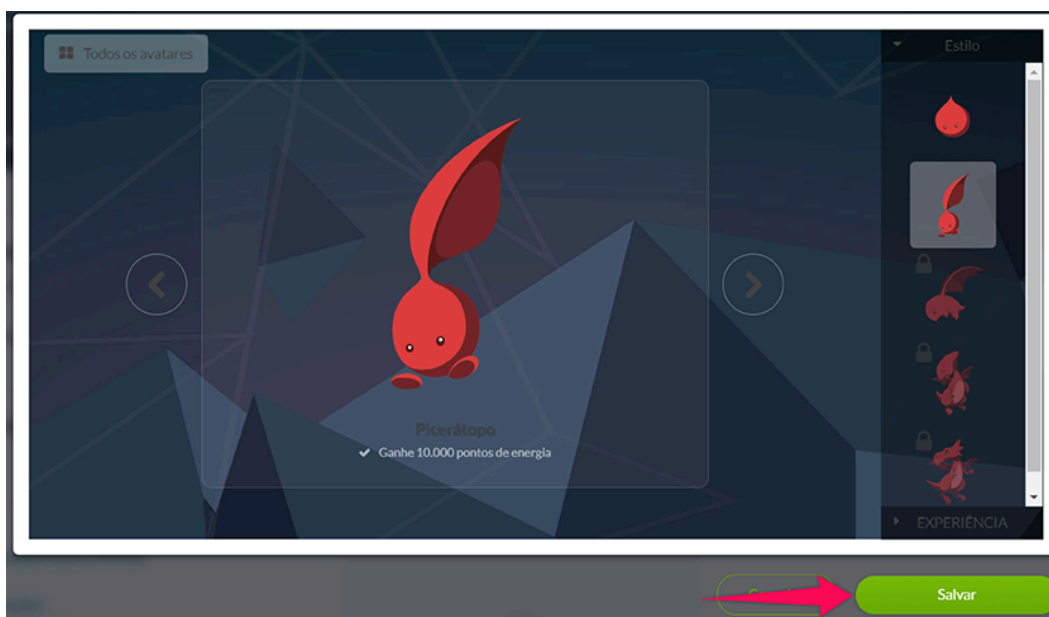 Todos os avatares
Estilo
Picerátopo
Ganhe 10.000 pontos de energia
EXPERIÊNCIA
Salvar